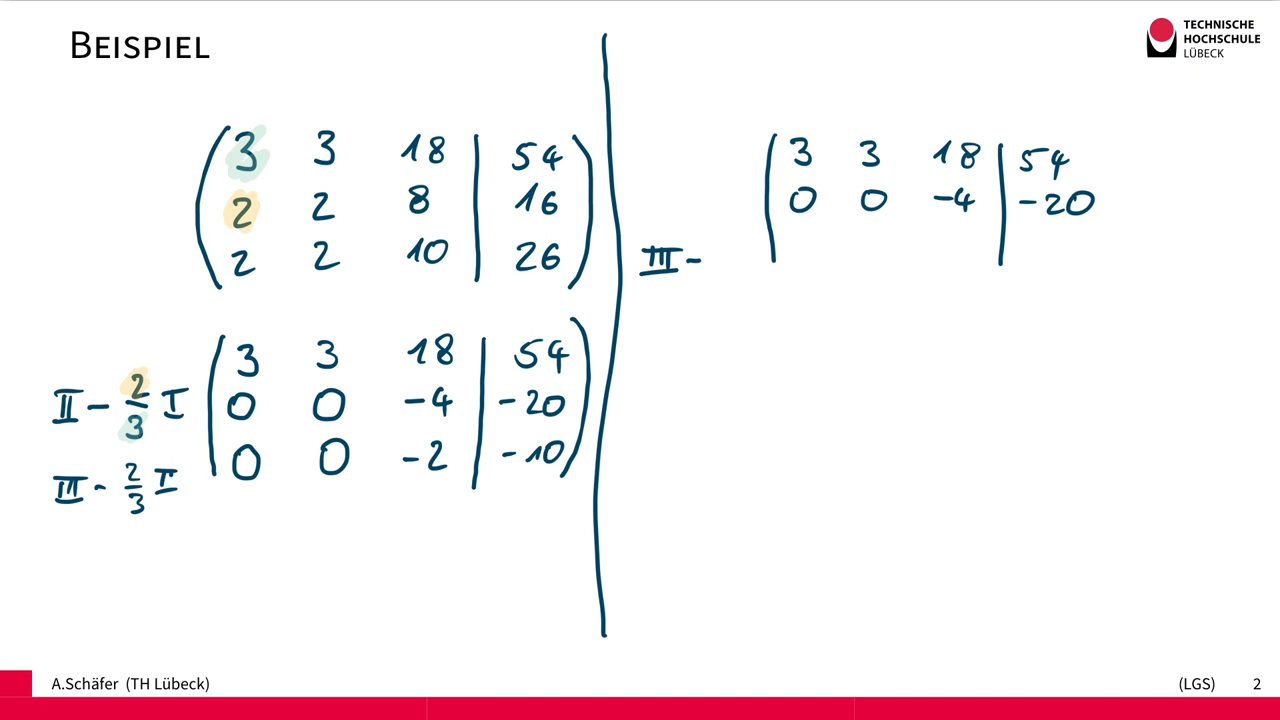 BEISPIEL
TECHNISCHE
HOCHSCHULE
LÜBECK
3 3 18 | 54
2 2 8 | 16
2 2 10 | 26
3 3 18 | 54
II - 2/3 I 0 0 -4 | -20
III - 2/3 I 0 0 -2 | -10
3 3 18 | 54
0 0 -4 | -20
III -
A.Schäfer (TH Lübeck) (LGS) 2